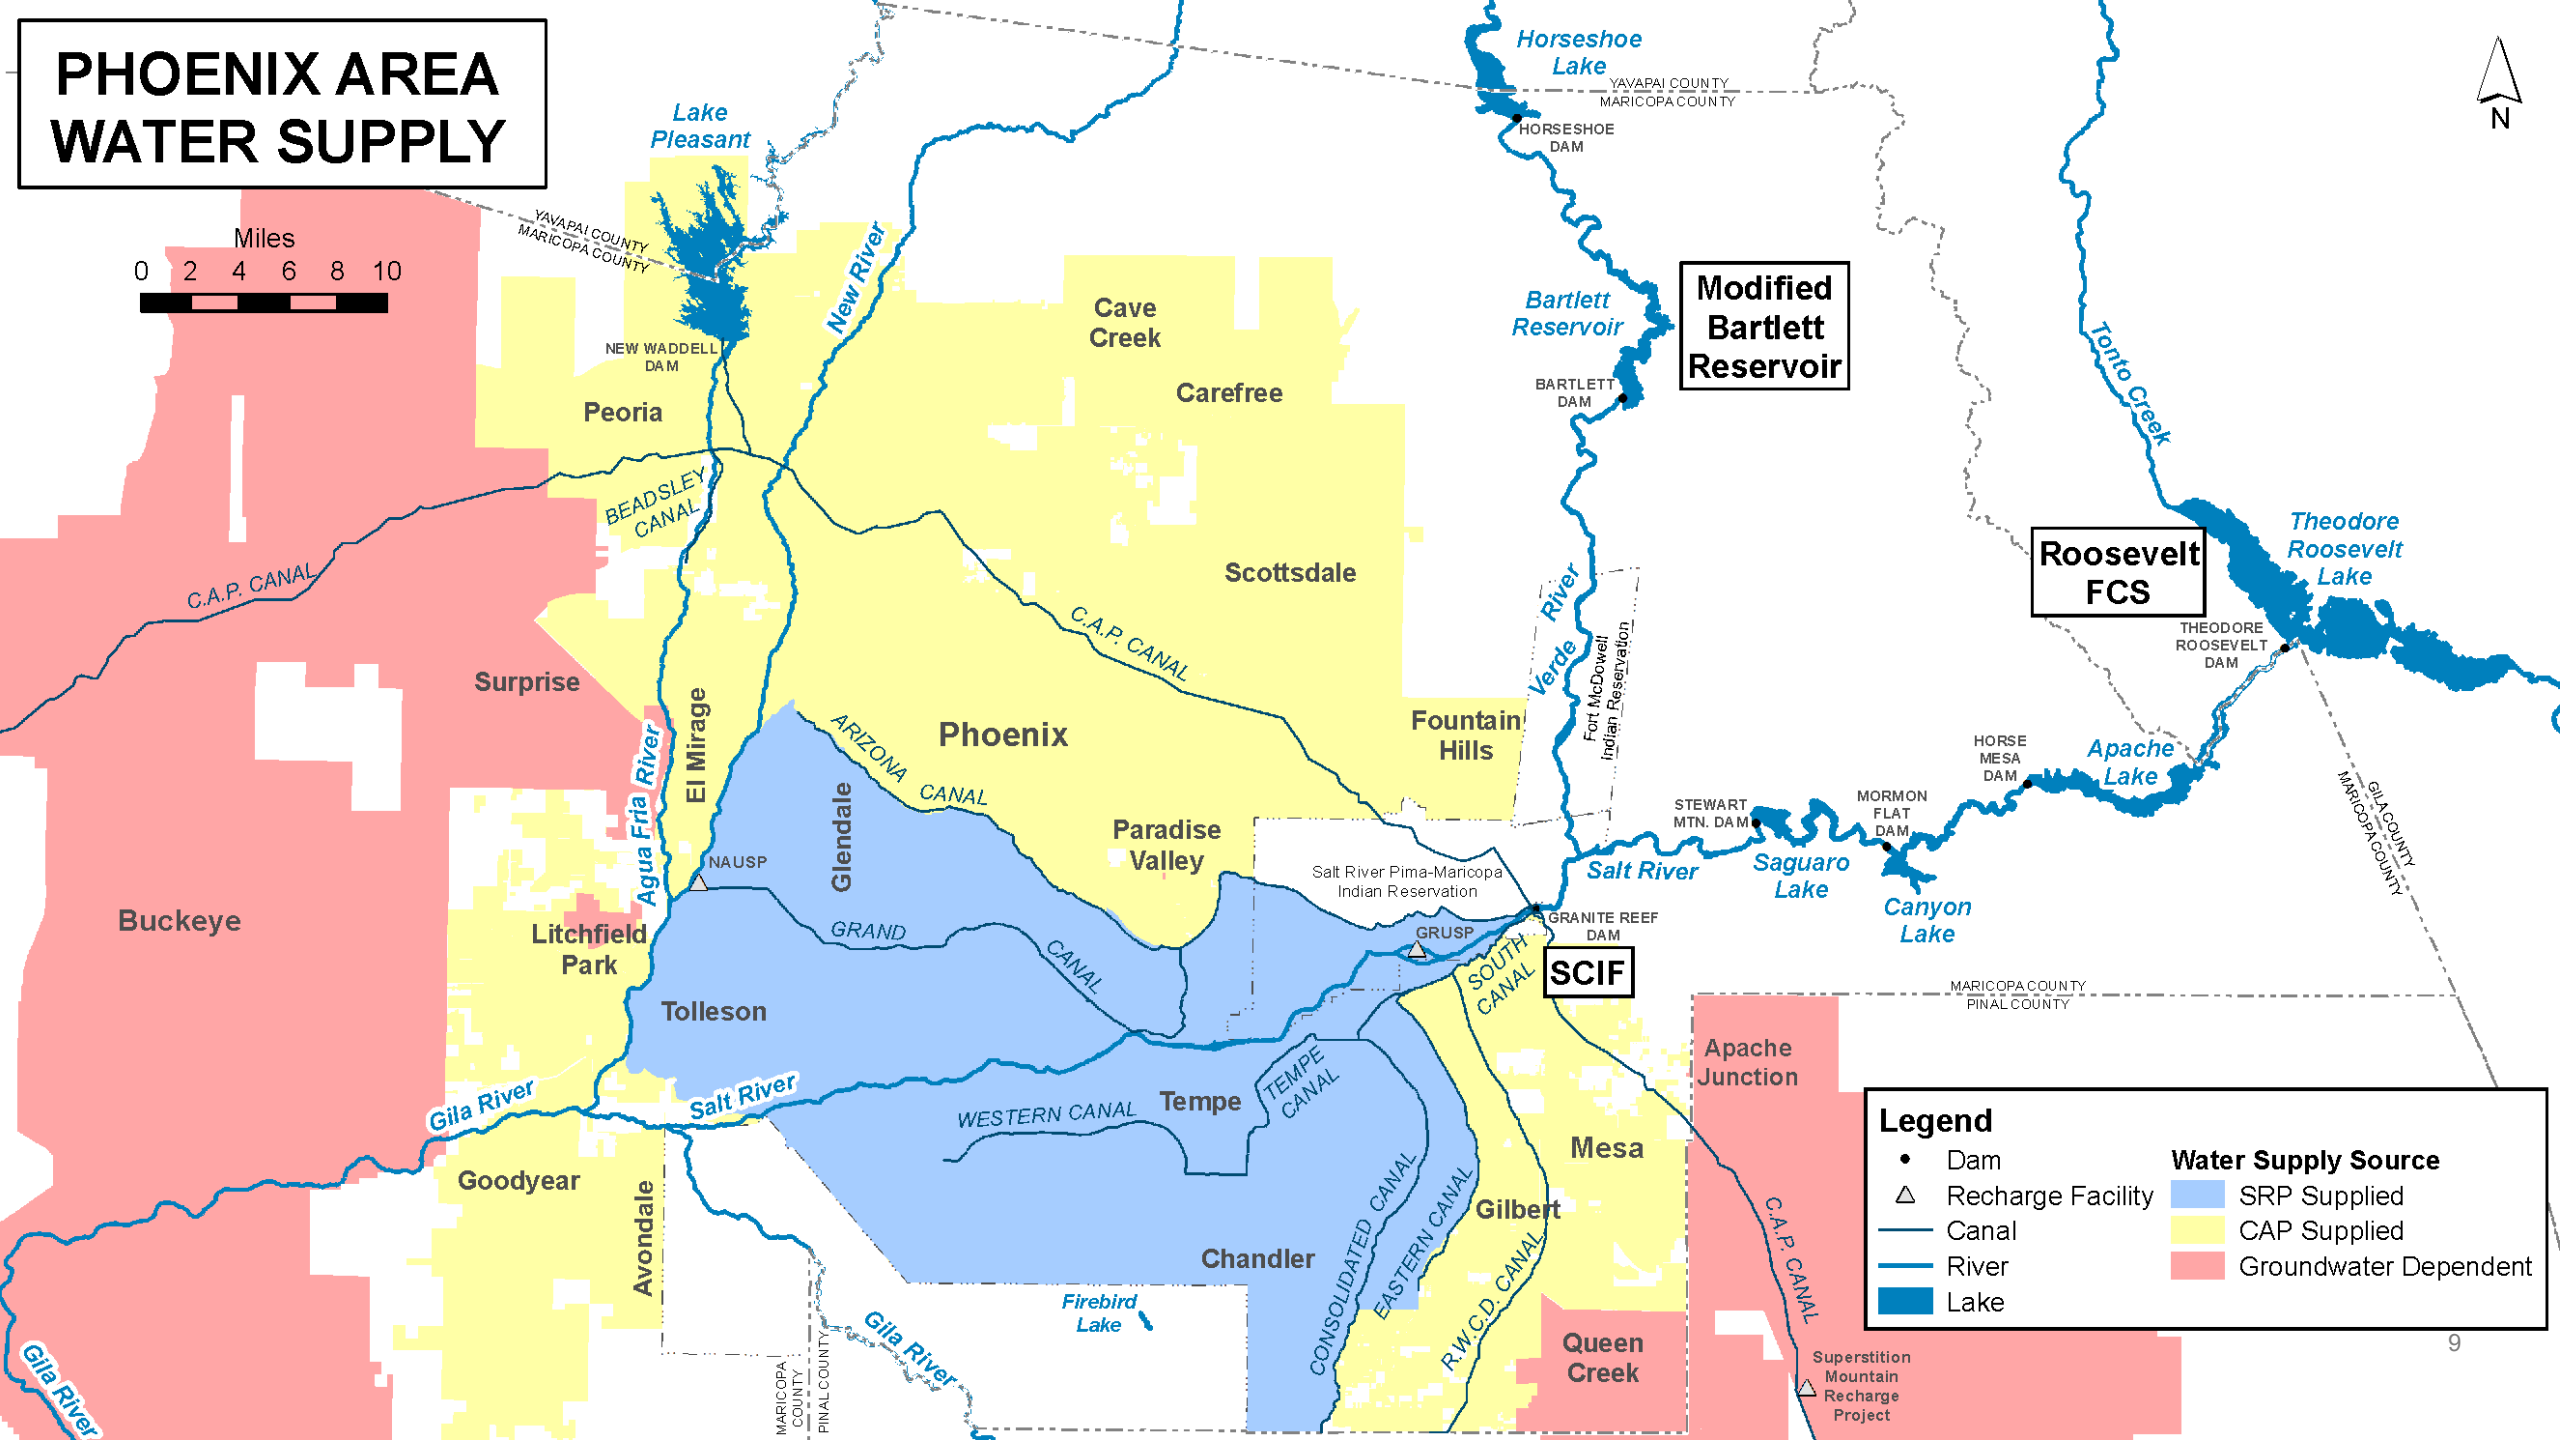 PHOENIX AREA
WATER SUPPLY
Miles
0 2 4 6 8 10
Lake
Pleasant
YAVAPAI COUNTY
MARICOPA COUNTY
NEW WADDELL
DAM
New River
Horseshoe
Lake
YAVAPAI COUNTY
MARICOPA COUNTY
HORSESHOE
DAM
N
Bartlett
Reservoir
Modified
Bartlett
Reservoir
BARTLETT
DAM
Tonto Creek
Cave
Creek
Carefree
Peoria
BEADSLEY
CANAL
C.A.P. CANAL
Scottsdale
C.A.P. CANAL
Verde River
Fort McDowell
Indian Reservation
Roosevelt
FCS
Theodore
Roosevelt
Lake
THEODORE
ROOSEVELT
DAM
Surprise
El Mirage
Agua Fria River
ARIZONA CANAL
Phoenix
Fountain
Hills
Glendale
Paradise
Valley
HORSE
MESA
DAM
Apache
Lake
GILA COUNTY
MARICOPA COUNTY
STEWART
MTN. DAM
MORMON
FLAT
DAM
Salt River
Saguaro
Lake
Canyon
Lake
NAUSP
Salt River Pima-Maricopa
Indian Reservation
Buckeye
Litchfield
Park
GRAND CANAL
GRUSP
GRANITE REEF
DAM
SOUTH
CANAL
SCIF
Tolleson
MARICOPA COUNTY
PINAL COUNTY
Apache
Junction
Gila River
Salt River
WESTERN CANAL
Tempe
TEMPE
CANAL
Mesa
Goodyear
Avondale
Gilbert
Chandler
CONSOLIDATED CANAL
EASTERN CANAL
R.W.C.D. CANAL
C.A.P. CANAL
Firebird
Lake
Gila River
Gila River
MARICOPA
COUNTY
PINAL COUNTY
Queen
Creek
Superstition
Mountain
Recharge
Project
Legend
Dam
Recharge Facility
Canal
River
Lake
Water Supply Source
SRP Supplied
CAP Supplied
Groundwater Dependent
9